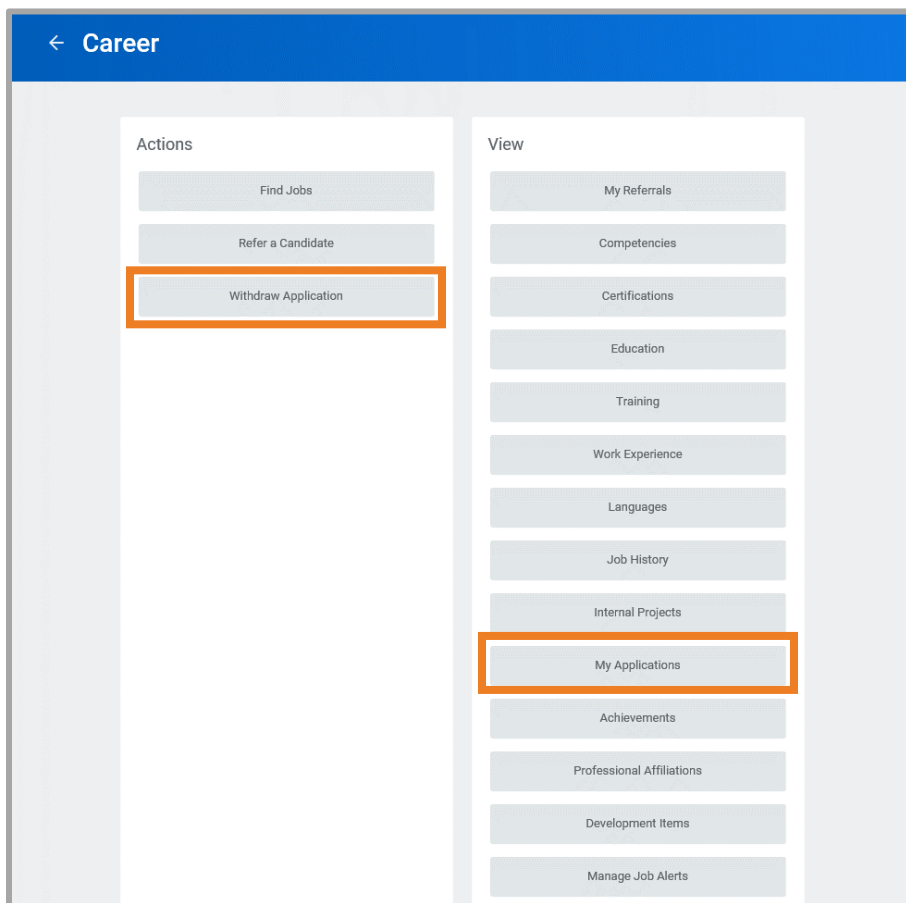 Career
Actions
Find Jobs
Refer a Candidate
Withdraw Application
View
My Referrals
Competencies
Certifications
Education
Training
Work Experience
Languages
Job History
Internal Projects
My Applications
Achievements
Professional Affiliations
Development Items
Manage Job Alerts